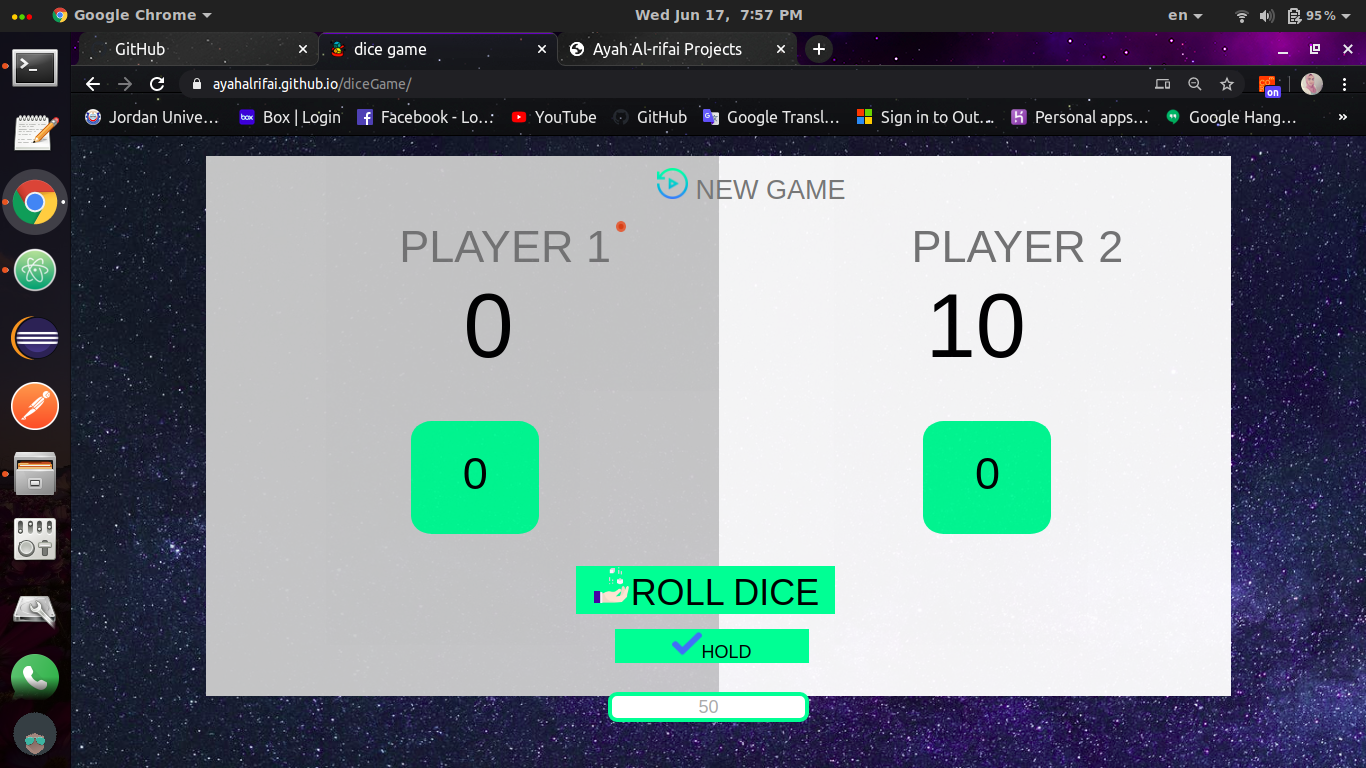 Google Chrome
Wed Jun 17, 7:57 PM
en
95%
GitHub
dice game
Ayah Al-rifai Projects
ayahalrifai.github.io/diceGame/
on
Jordan Unive...
box
Box | Login
Facebook - Lo...
YouTube
GitHub
Google Transl...
Sign in to Out...
Personal apps...
Google Hang...
»
NEW GAME
PLAYER 1
PLAYER 2
0
10
0
0
ROLL DICE
HOLD
50